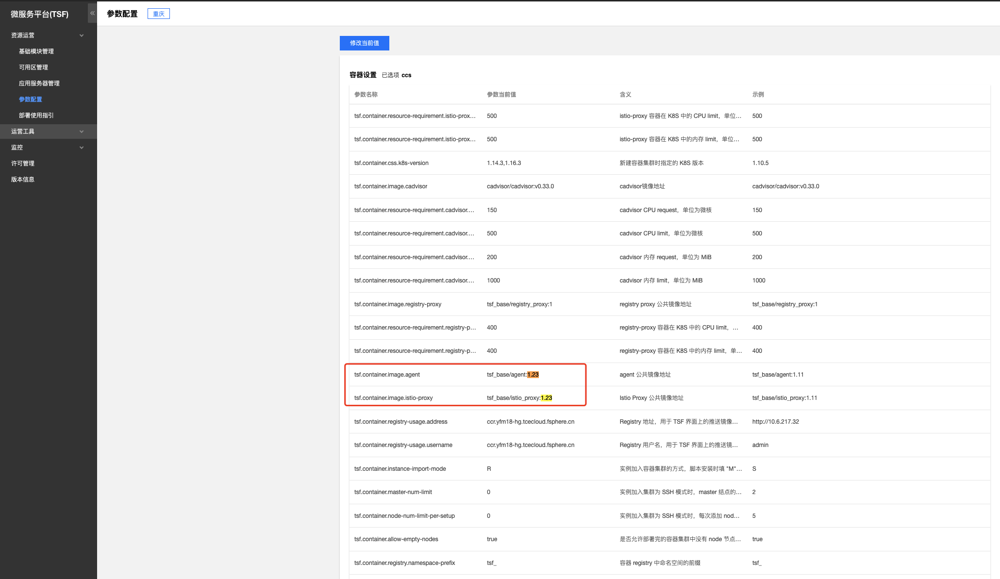 微服务平台(TSF)
资源运营
基础模块管理
可用区管理
应用服务器管理
参数配置
部署使用指引
运营工具
监控
许可管理
版本信息
参数配置 重庆
修改当前值
容器设置 已选项 ccs
参数名称 参数当前值 含义 示例
tsf.container.resource-requirement.istio-prox... 500 istio-proxy 容器在 K8S 中的 CPU limit，单位... 500
tsf.container.resource-requirement.istio-prox... 500 istio-proxy 容器在 K8S 中的内存 limit，单位... 500
tsf.container.css.k8s-version 1.14.3,1.16.3 新建容器集群时指定的 K8S 版本 1.10.5
tsf.container.image.cadvisor cadvisor/cadvisor:v0.33.0 cadvisor镜像地址 cadvisor/cadvisor:v0.33.0
tsf.container.resource-requirement.cadvisor.... 150 cadvisor CPU request，单位为微核 150
tsf.container.resource-requirement.cadvisor.... 500 cadvisor CPU limit，单位为微核 500
tsf.container.resource-requirement.cadvisor.... 200 cadvisor 内存 request，单位为 MiB 200
tsf.container.resource-requirement.cadvisor.... 1000 cadvisor 内存 limit，单位为 MiB 1000
tsf.container.image.registry-proxy tsf_base/registry_proxy:1 registry proxy 公共镜像地址 tsf_base/registry_proxy:1
tsf.container.resource-requirement.registry-p... 400 registry-proxy 容器在 K8S 中的 CPU limit，... 400
tsf.container.resource-requirement.registry-p... 400 registry-proxy 容器在 K8S 中的内存 limit，单... 400
tsf.container.image.agent tsf_base/agent:1.23 agent 公共镜像地址 tsf_base/agent:1.11
tsf.container.image.istio-proxy tsf_base/istio_proxy:1.23 Istio Proxy 公共镜像地址 tsf_base/istio_proxy:1.11
tsf.container.registry-usage.address ccr.yfm18-hg.tcecloud.fsphere.cn Registry 地址，用于 TSF 界面上的推送镜像... http://10.6.217.32
tsf.container.registry-usage.username ccr.yfm18-hg.tcecloud.fsphere.cn Registry 用户名，用于 TSF 界面上的推送镜... admin
tsf.container.instance-import-mode R 实例加入容器集群的方式，脚本安装时填 "M"... S
tsf.container.master-num-limit 0 实例加入集群为 SSH 模式时，master 结点的... 2
tsf.container.node-num-limit-per-setup 0 实例加入集群为 SSH 模式时，每次添加 nod... 5
tsf.container.allow-empty-nodes true 是否允许部署完的容器集群中没有 node 节点... true
tsf.container.registry.namespace-prefix tsf_ 容器 registry 中命名空间的前缀 tsf_